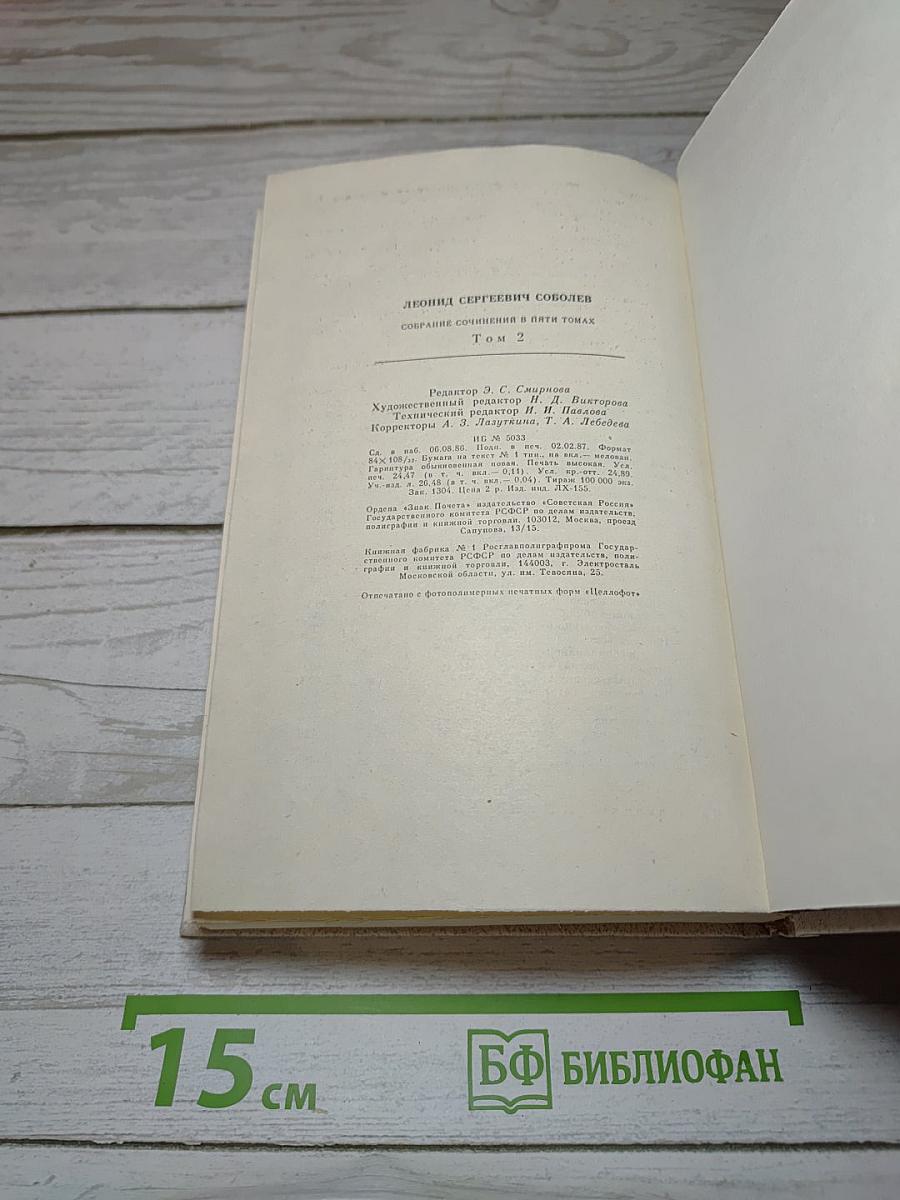 ЛЕОНИД СЕРГЕЕВИЧ СОБОЛЕВ
СОБРАНИЕ СОЧИНЕНИЙ В ПЯТИ ТОМАХ
Том 2
Редактор Э. С. Смирнова
Художественный редактор Н. Д. Викторова
Технический редактор И. И. Павлова
Корректоры А. З. Лазуткина, Т. А. Лебедева
ИБ № 5033
Сд. в наб. 06.08.86. Подп. в печ. 02.02.87. Формат
84×108/32. Бумага на текст № 1 тип., на вкл.— мелован.
Гарнитура обыкновенная новая. Печать высокая. Усл.
печ. 24,47 (в т. ч. вкл.— 0,11). Усл. кр.-отт. 24,89.
Уч.-изд. л. 26,48 (в т. ч. вкл.— 0,04). Тираж 100 000 экз.
Зак. 1304. Цена 2 р. Изд. инд. ЛХ-155.
Ордена «Знак Почета» издательство «Советская Россия»
Государственного комитета РСФСР по делам издательств,
полиграфии и книжной торговли. 103012, Москва, проезд
Сапунова, 13/15.
Книжная фабрика № 1 Росглавполиграфпрома Государ-
ственного комитета РСФСР по делам издательств, поли-
графии и книжной торговли, 144003, г. Электросталь
Московской области, ул. им. Тевосяна, 25.
Отпечатано с фотополимерных печатных форм «Целлофот»
15 см
БФ БИБЛИОФАН